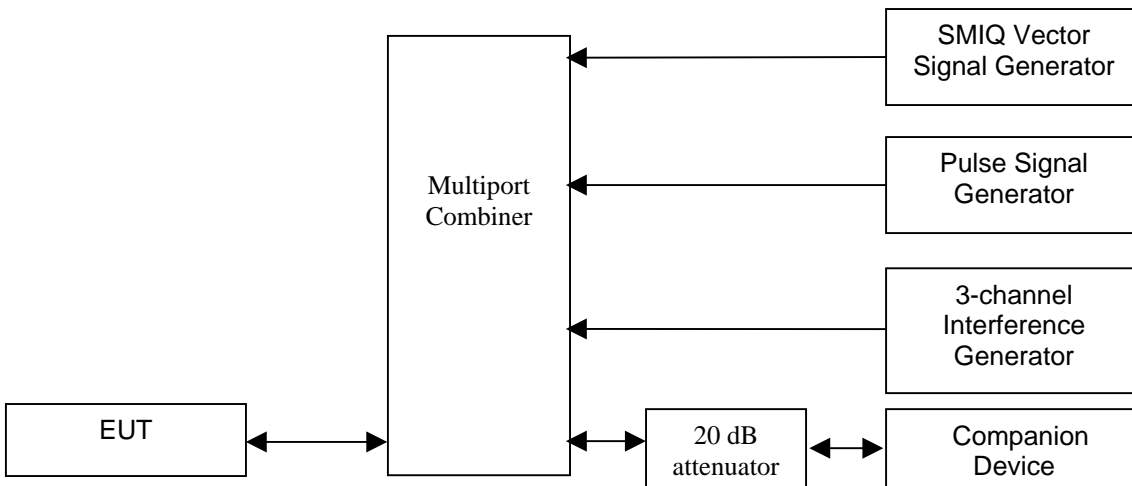 SMIQ Vector
Signal Generator
Pulse Signal
Generator
Multiport
Combiner
3-channel
Interference
Generator
EUT
20 dB
attenuator
Companion
Device